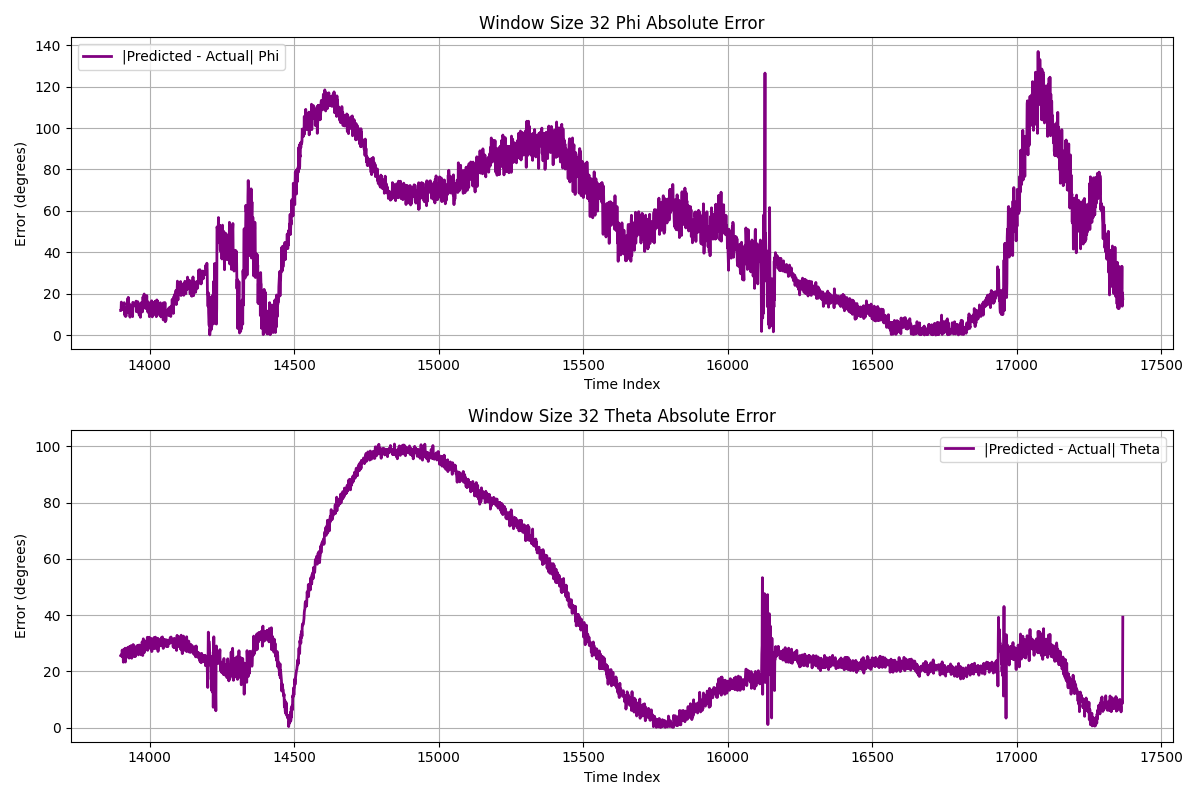 Window Size 32 Phi Absolute Error
|Predicted - Actual| Phi
Error (degrees)
140
120
100
80
60
40
20
0
14000 14500 15000 15500 16000 16500 17000 17500
Time Index
Window Size 32 Theta Absolute Error
|Predicted - Actual| Theta
Error (degrees)
100
80
60
40
20
0
14000 14500 15000 15500 16000 16500 17000 17500
Time Index